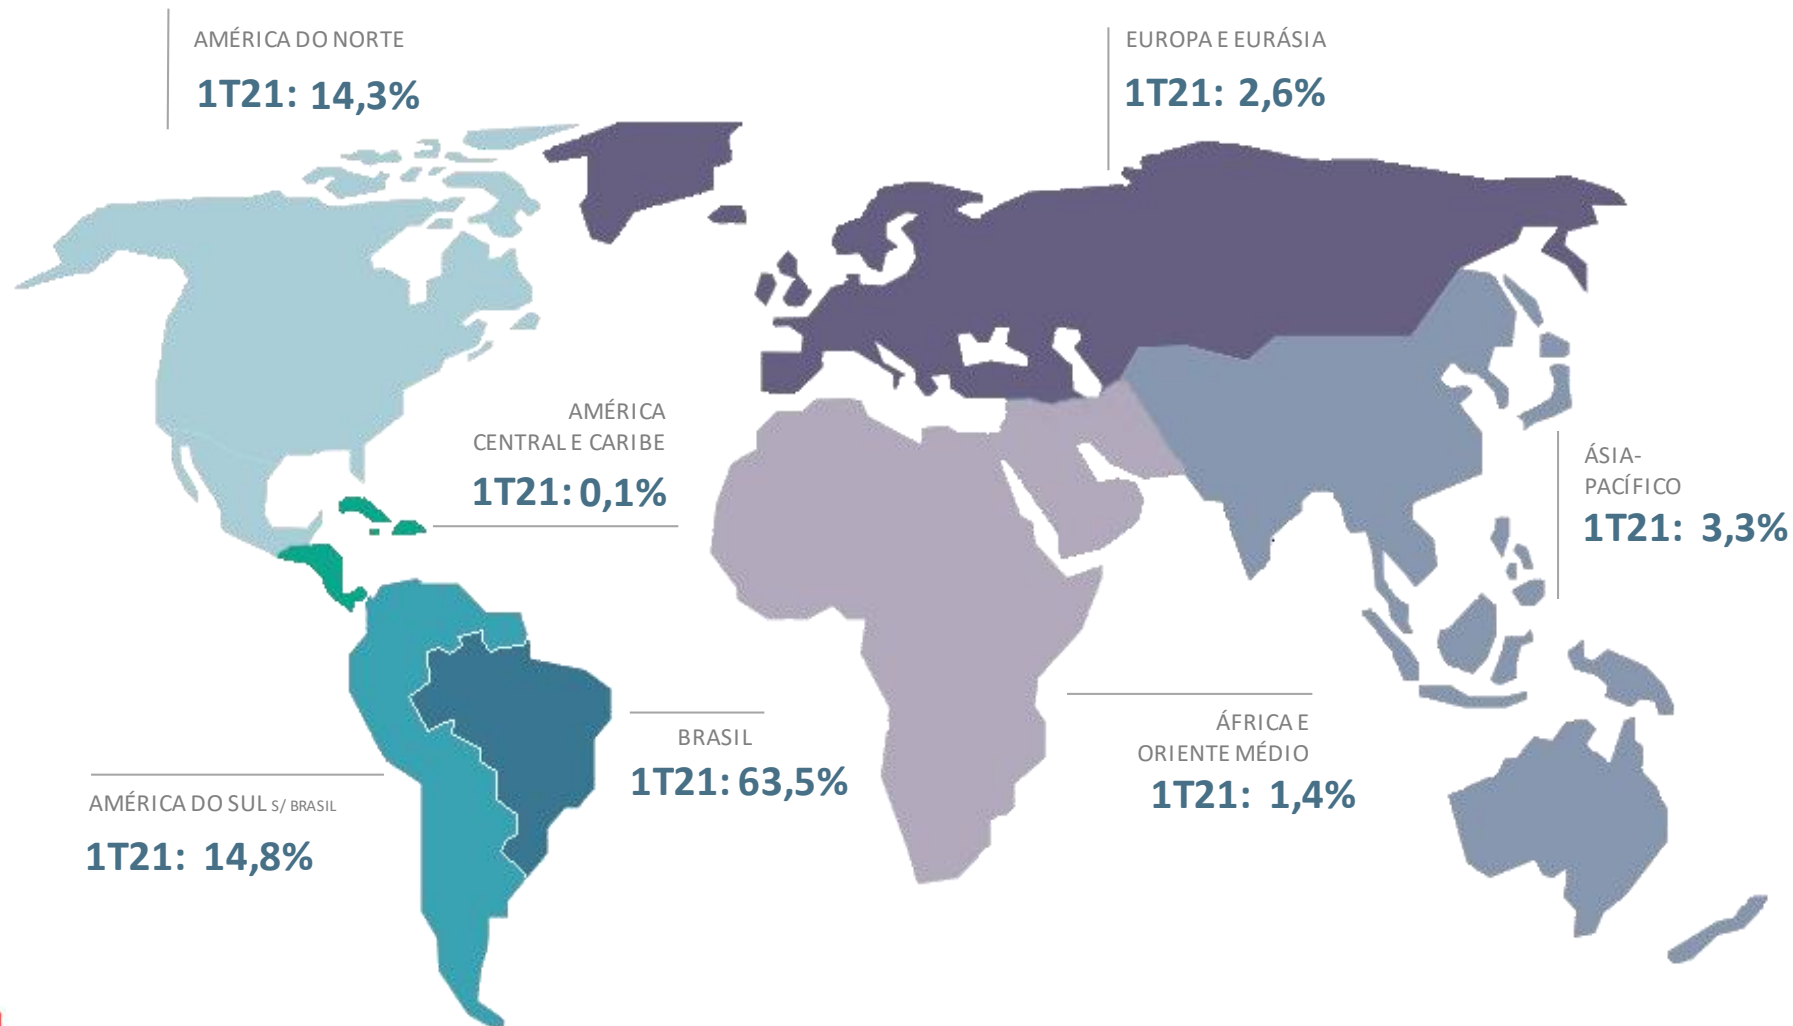 AMÉRICA DO NORTE
1T21: 14,3%
EUROPA E EURÁSIA
1T21: 2,6%
AMÉRICA
CENTRAL E CARIBE
1T21: 0,1%
ÁSIA-
PACÍFICO
1T21: 3,3%
BRASIL
1T21: 63,5%
ÁFRICA E
ORIENTE MÉDIO
1T21: 1,4%
AMÉRICA DO SUL S/ BRASIL
1T21: 14,8%